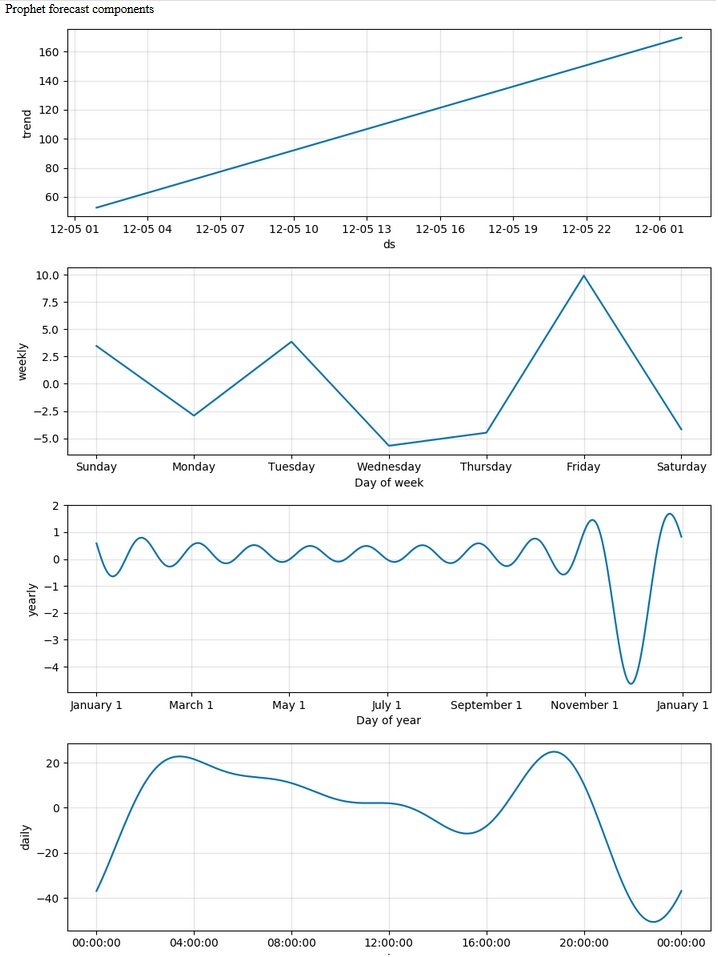 Prophet forecast components
160
140
120
100
80
60
trend
12-05 01 12-05 04 12-05 07 12-05 10 12-05 13 12-05 16 12-05 19 12-05 22 12-06 01
ds
10.0
7.5
5.0
2.5
0.0
−2.5
−5.0
weekly
Sunday Monday Tuesday Wednesday Thursday Friday Saturday
Day of week
2
1
0
−1
−2
−3
−4
yearly
January 1 March 1 May 1 July 1 September 1 November 1 January 1
Day of year
20
0
−20
−40
daily
00:00:00 04:00:00 08:00:00 12:00:00 16:00:00 20:00:00 00:00:00